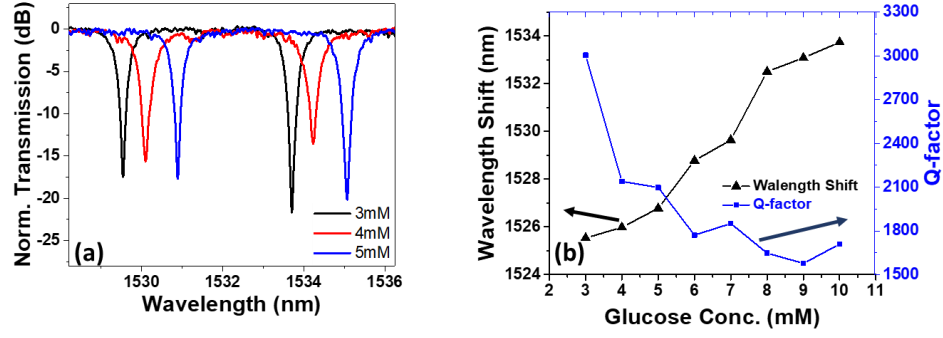 Norm. Transmission (dB)
0
-5
-10
-15
-20
-25
(a)
3mM
4mM
5mM
1530
1532
1534
1536
Wavelength (nm)
Wavelength Shift (nm)
1534
1532
1530
1528
1526
1524
3300
3000
2700
2400
2100
1800
1500
Q-factor
Walength Shift
Q-factor
(b)
2
3
4
5
6
7
8
9
10
11
Glucose Conc. (mM)